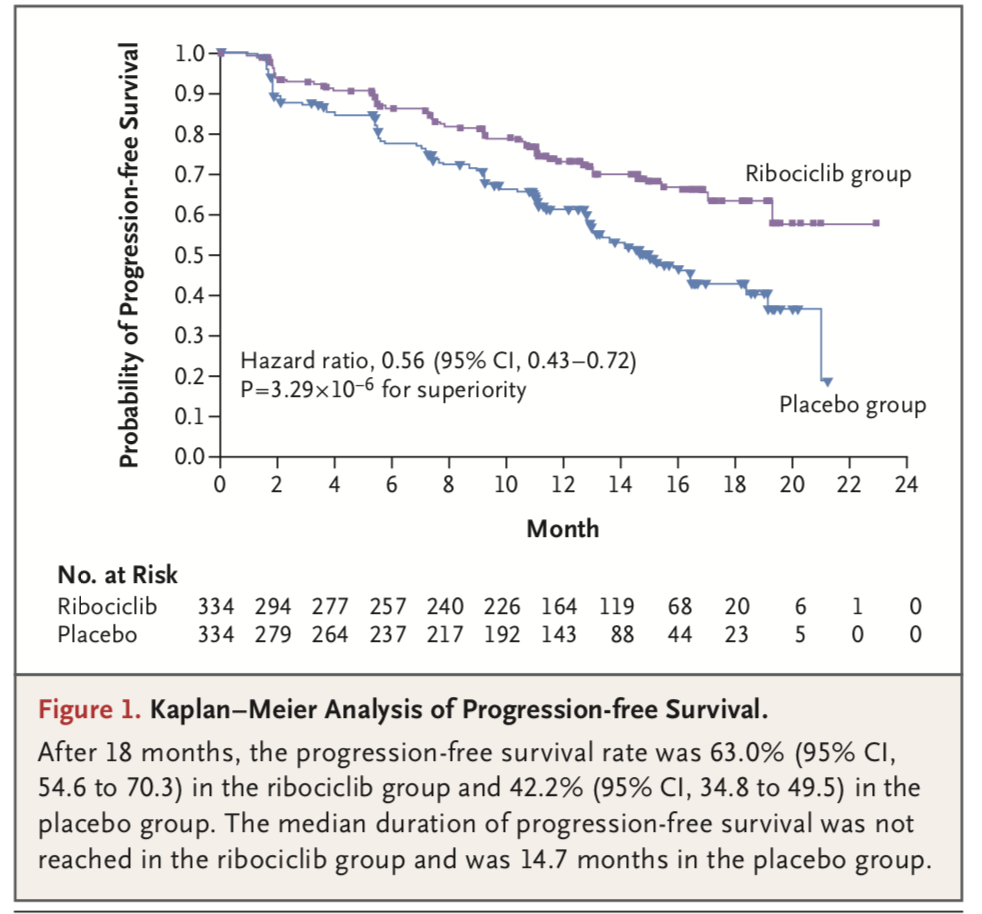 Probability of Progression-free Survival
1.0
0.9
0.8
0.7
0.6
0.5
0.4
0.3
0.2
0.1
0.0
Ribociclib group
Hazard ratio, 0.56 (95% CI, 0.43–0.72)
P=3.29×10⁻⁶ for superiority
Placebo group
0 2 4 6 8 10 12 14 16 18 20 22 24
Month
No. at Risk
Ribociclib 334 294 277 257 240 226 164 119 68 20 6 1 0
Placebo 334 279 264 237 217 192 143 88 44 23 5 0 0
Figure 1. Kaplan–Meier Analysis of Progression-free Survival.
After 18 months, the progression-free survival rate was 63.0% (95% CI,
54.6 to 70.3) in the ribociclib group and 42.2% (95% CI, 34.8 to 49.5) in the
placebo group. The median duration of progression-free survival was not
reached in the ribociclib group and was 14.7 months in the placebo group.